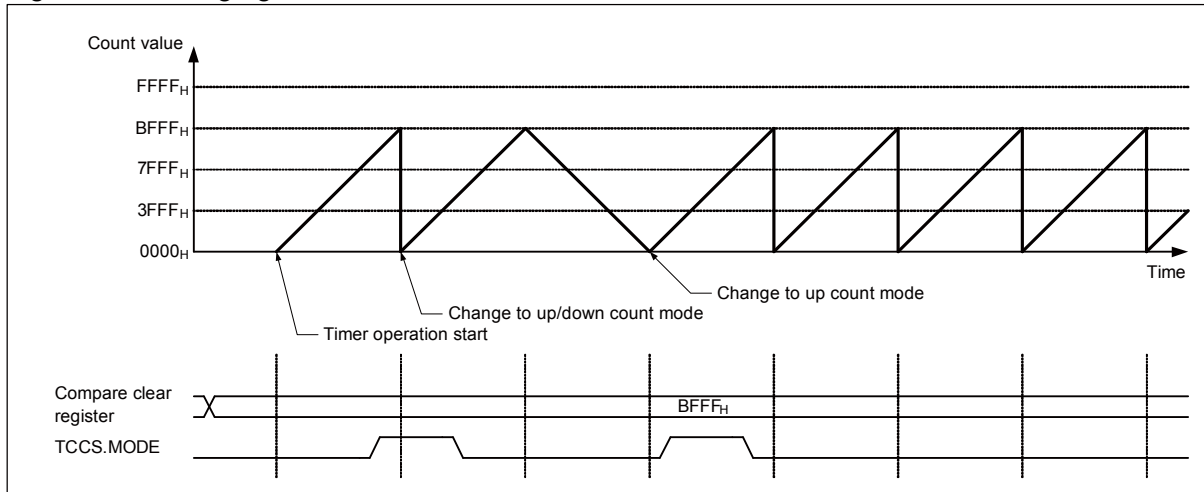 Count value
FFFFH
BFFFH
7FFFH
3FFFH
0000H
Time
Change to up count mode
Change to up/down count mode
Timer operation start
Compare clear
register
BFFFH
TCCS.MODE